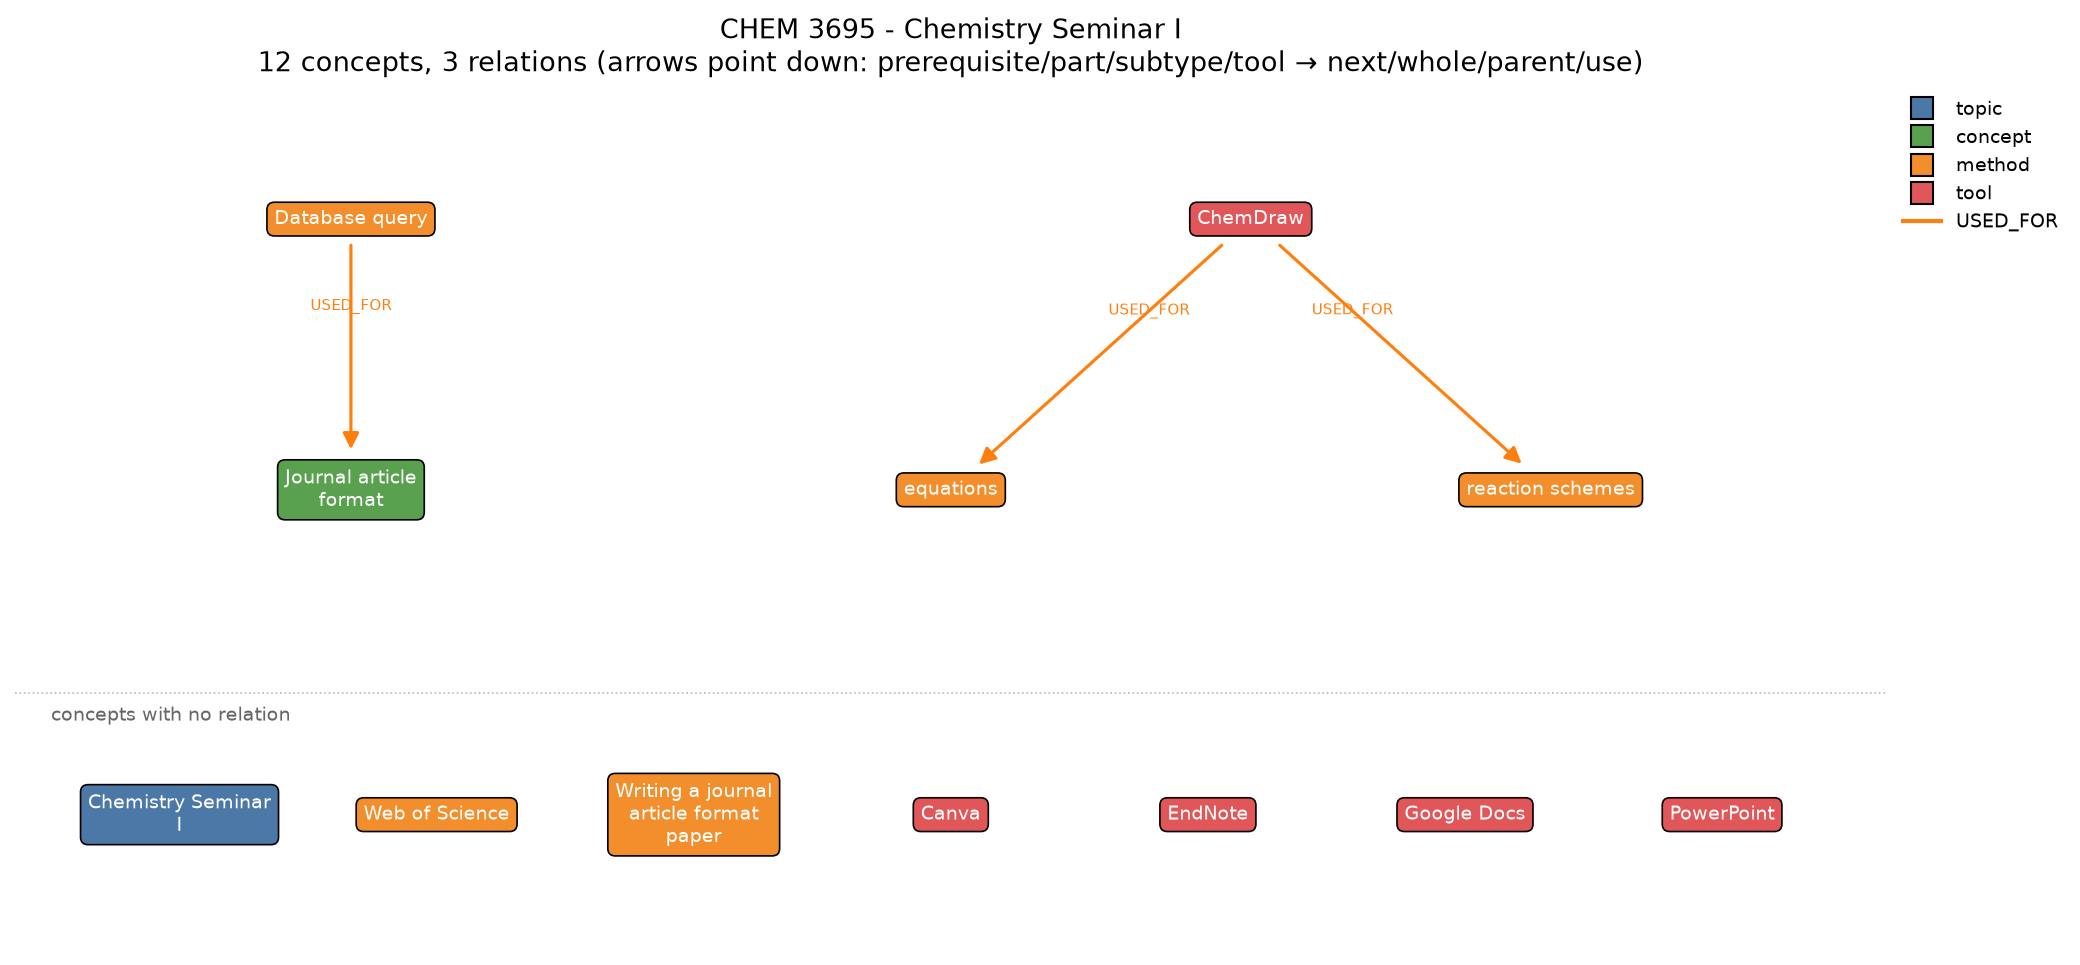 CHEM 3695 - Chemistry Seminar I
12 concepts, 3 relations (arrows point down: prerequisite/part/subtype/tool → next/whole/parent/use)
topic
concept
method
tool
USED_FOR
Database query
ChemDraw
USED_FOR
USED_FOR
USED_FOR
Journal article
format
equations
reaction schemes
concepts with no relation
Chemistry Seminar
I
Web of Science
Writing a journal
article format
paper
Canva
EndNote
Google Docs
PowerPoint